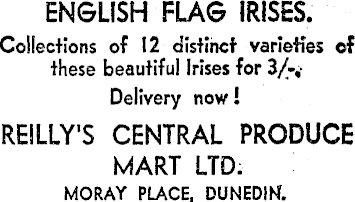 ENGLISH FLAG IRISES.
Collections of 12 distinct varieties of
these beautiful Irises for 3/-.
Delivery now!
REILLY'S CENTRAL PRODUCE
MART LTD.
MORAY PLACE, DUNEDIN.